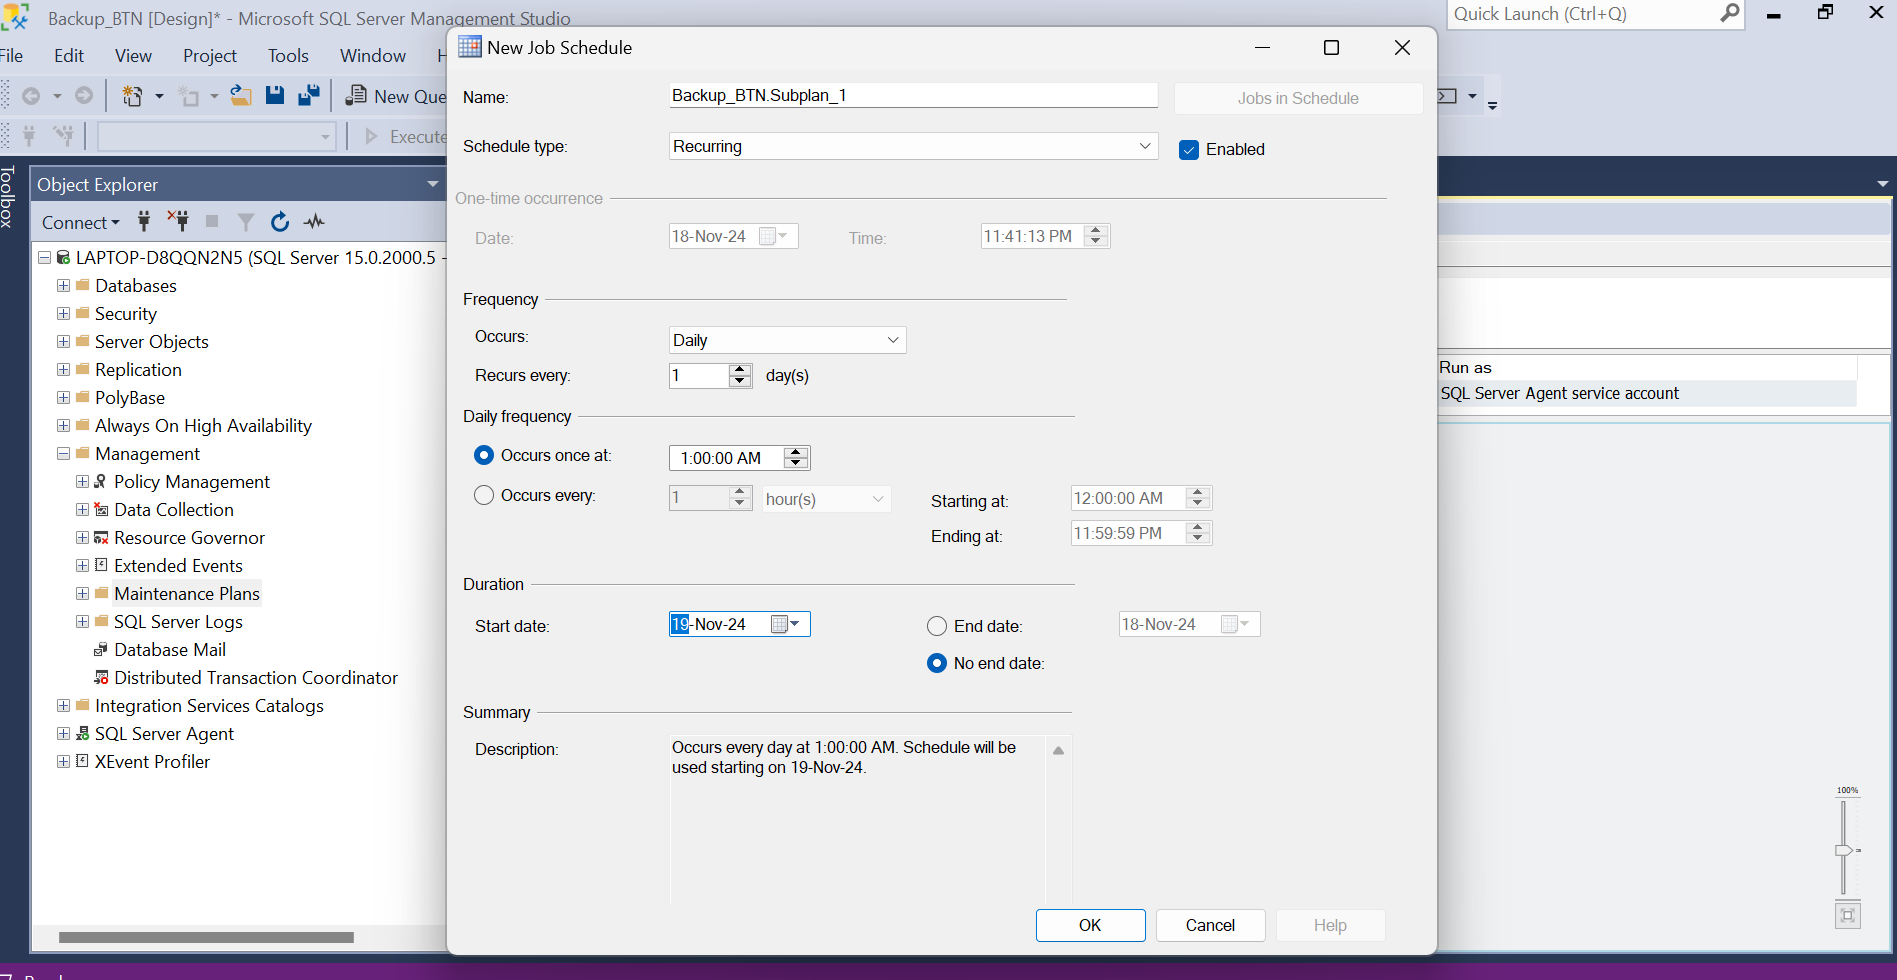 Backup_BTN [Design]* - Microsoft SQL Server Management Studio
Quick Launch (Ctrl+Q)
File Edit View Project Tools Window H
New Que
Execute
Toolbox
Object Explorer
Connect
LAPTOP-D8QQN2N5 (SQL Server 15.0.2000.5 -
Databases
Security
Server Objects
Replication
PolyBase
Always On High Availability
Management
Policy Management
Data Collection
Resource Governor
Extended Events
Maintenance Plans
SQL Server Logs
Database Mail
Distributed Transaction Coordinator
Integration Services Catalogs
SQL Server Agent
XEvent Profiler
New Job Schedule
Name: Backup_BTN.Subplan_1 Jobs in Schedule
Schedule type: Recurring Enabled
One-time occurrence
Date: 18-Nov-24 Time: 11:41:13 PM
Frequency
Occurs: Daily
Recurs every: 1 day(s)
Daily frequency
Occurs once at: 1:00:00 AM
Occurs every: 1 hour(s) Starting at: 12:00:00 AM
Ending at: 11:59:59 PM
Duration
Start date: 19-Nov-24 End date: 18-Nov-24
No end date:
Summary
Description: Occurs every day at 1:00:00 AM. Schedule will be
used starting on 19-Nov-24.
OK Cancel Help
Run as
SQL Server Agent service account
100%